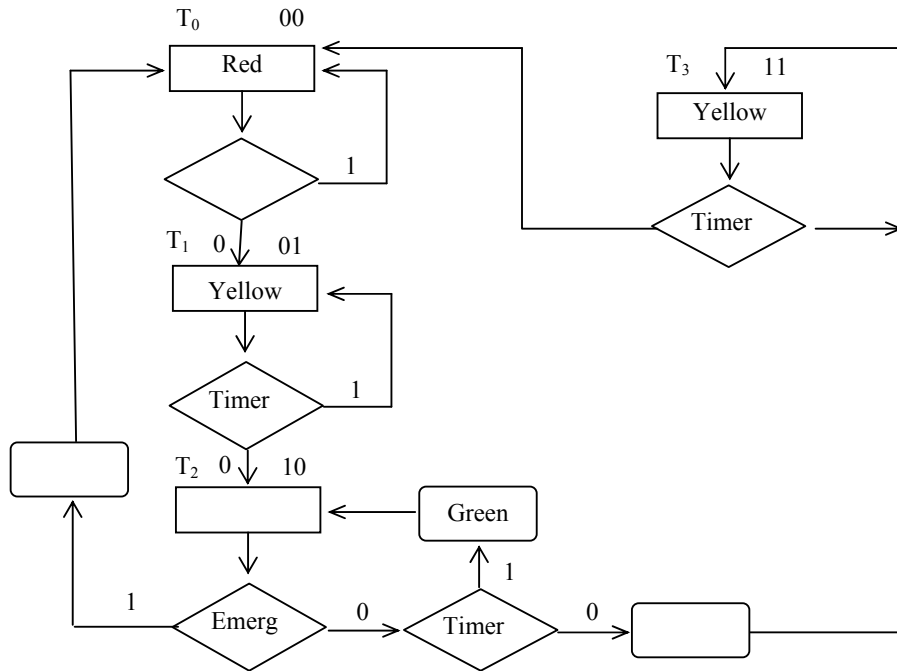 T0 00
Red
T3 11
Yellow
1
Timer
T1 0 01
Yellow
Timer
1
T2 0 10
Green
1
1
Emerg
0
Timer
0